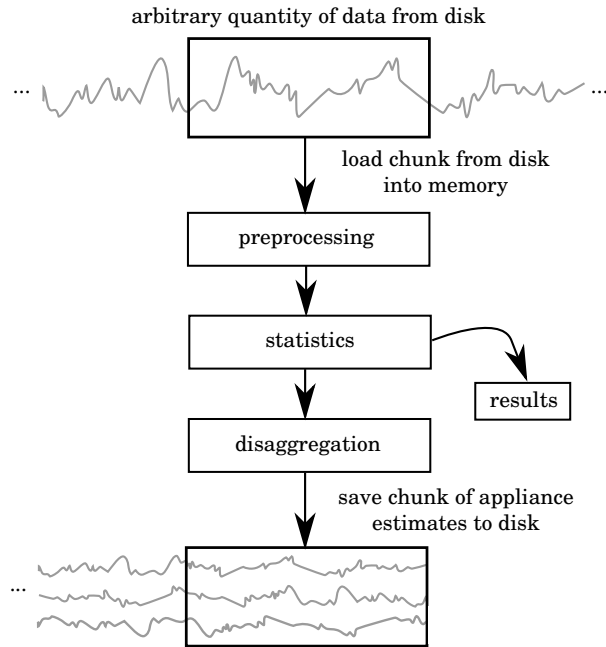 arbitrary quantity of data from disk
... ...
load chunk from disk
into memory
preprocessing
statistics
results
disaggregation
save chunk of appliance
estimates to disk
...